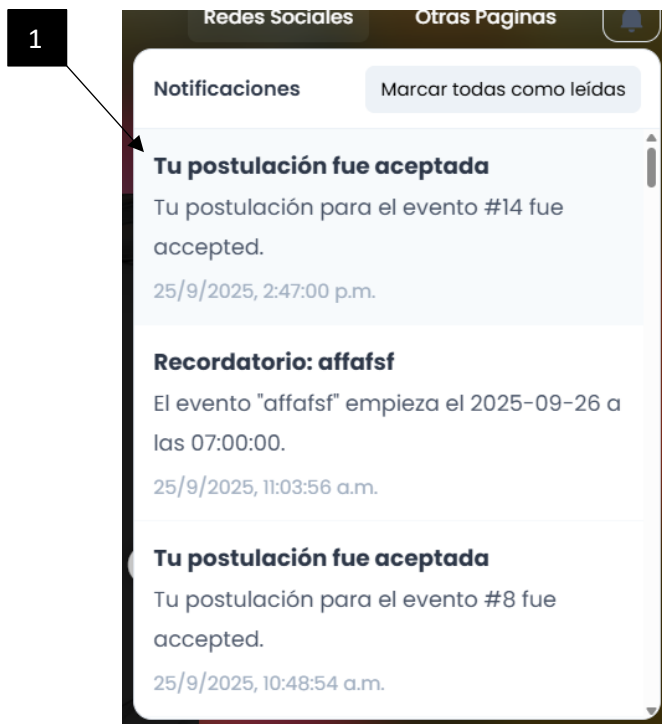 Redes Sociales Otras Paginas
1
Notificaciones Marcar todas como leídas
Tu postulación fue aceptada
Tu postulación para el evento #14 fue
accepted.
25/9/2025, 2:47:00 p.m.
Recordatorio: affafsf
El evento "affafsf" empieza el 2025-09-26 a
las 07:00:00.
25/9/2025, 11:03:56 a.m.
Tu postulación fue aceptada
Tu postulación para el evento #8 fue
accepted.
25/9/2025, 10:48:54 a.m.